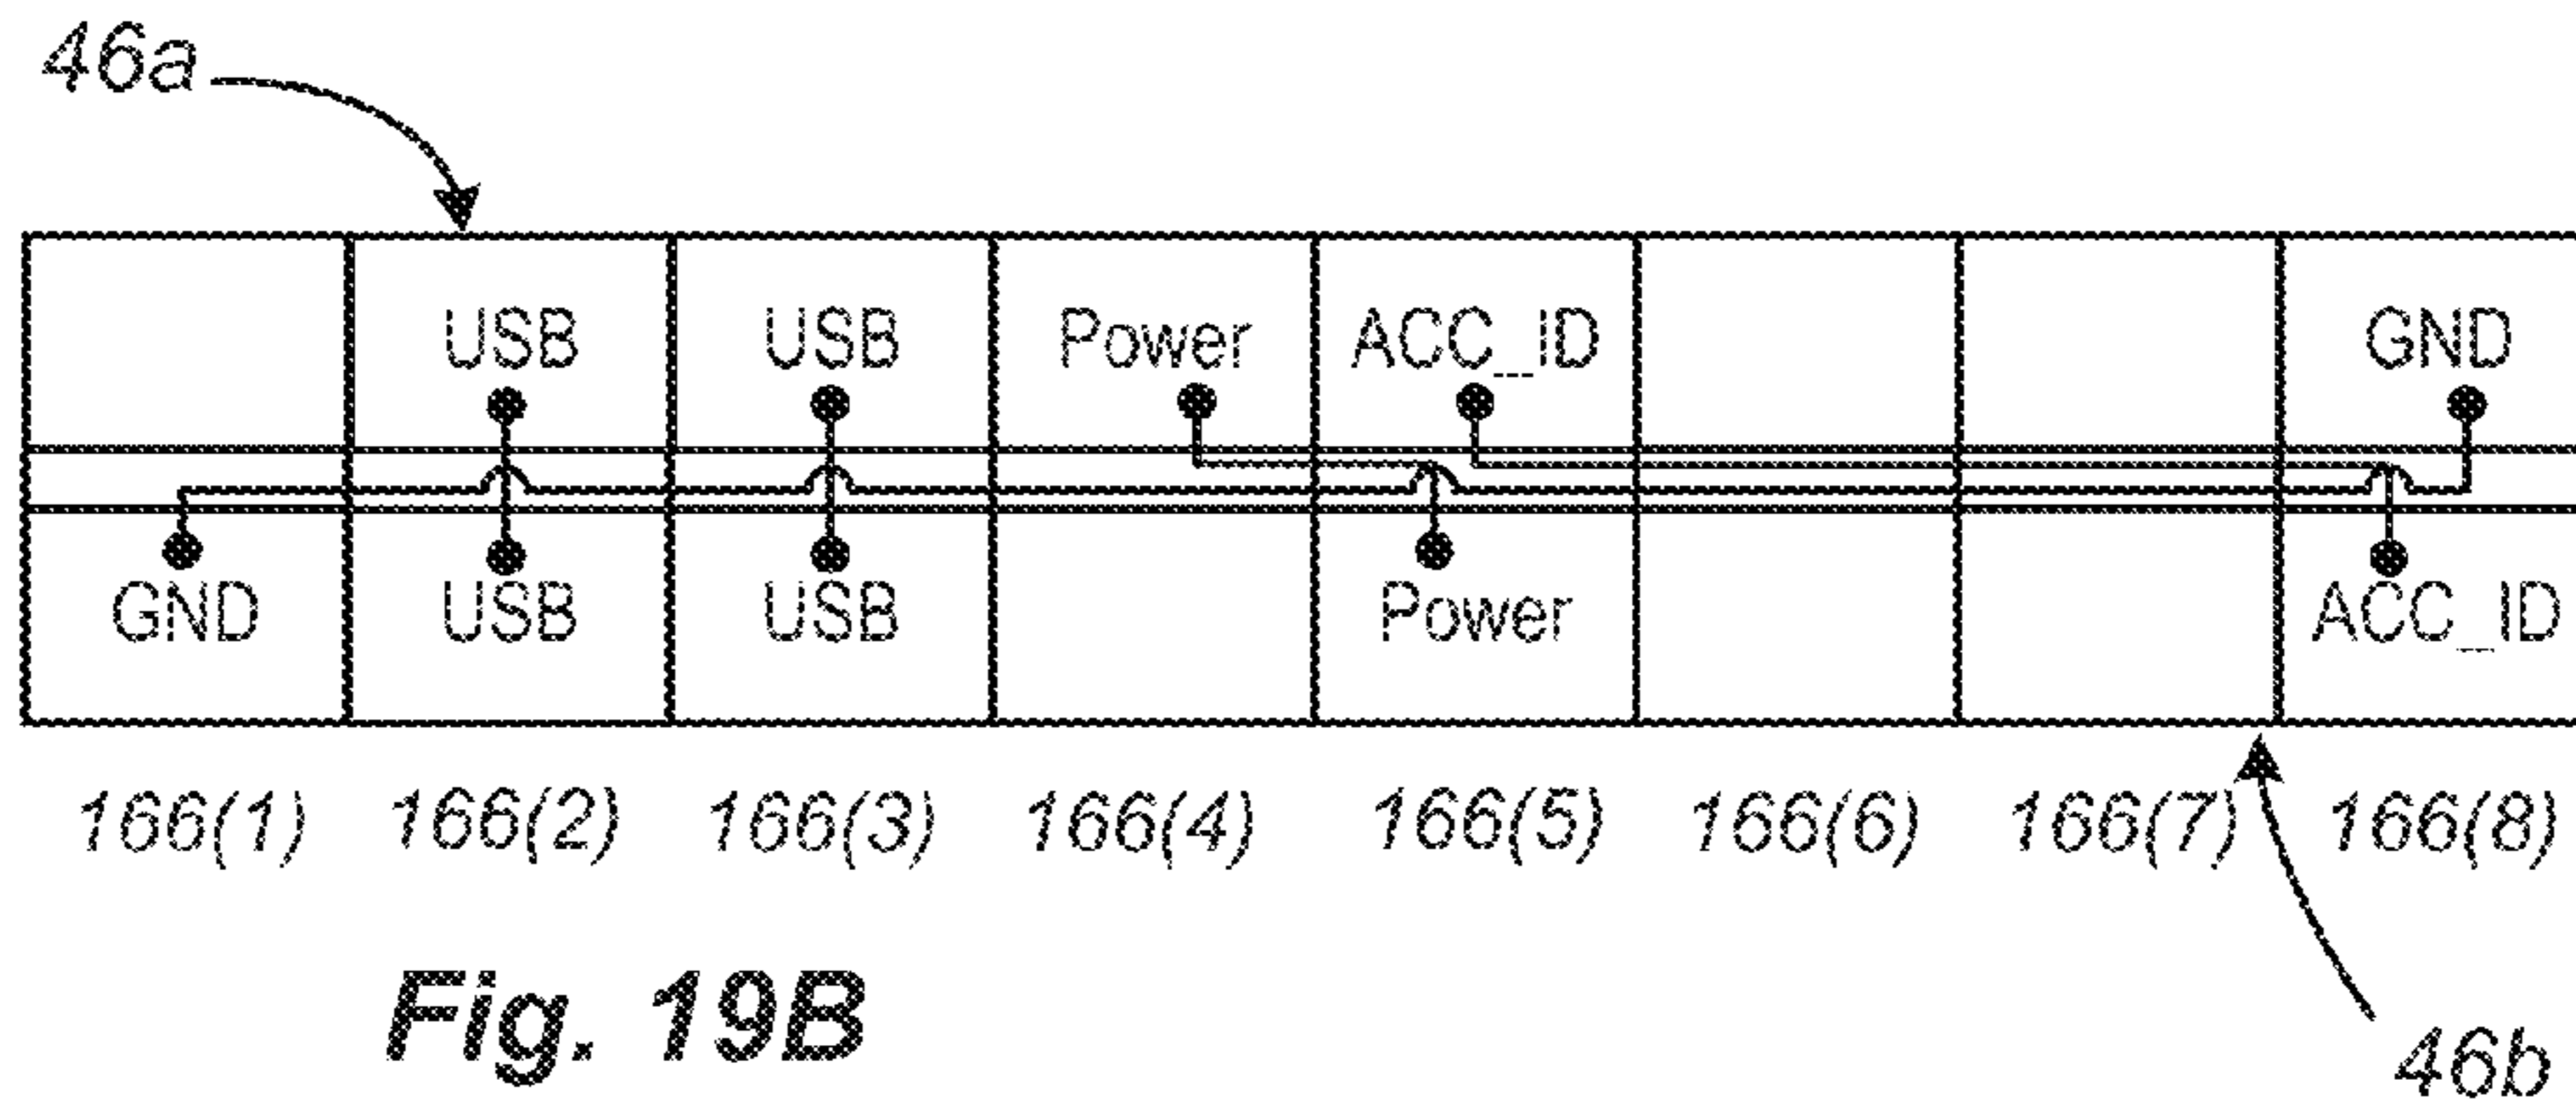 46a
USB USB Power ACC_ID GND
GND USB USB Power ACC_ID
166(1) 166(2) 166(3) 166(4) 166(5) 166(6) 166(7) 166(8)
Fig. 19B
46b